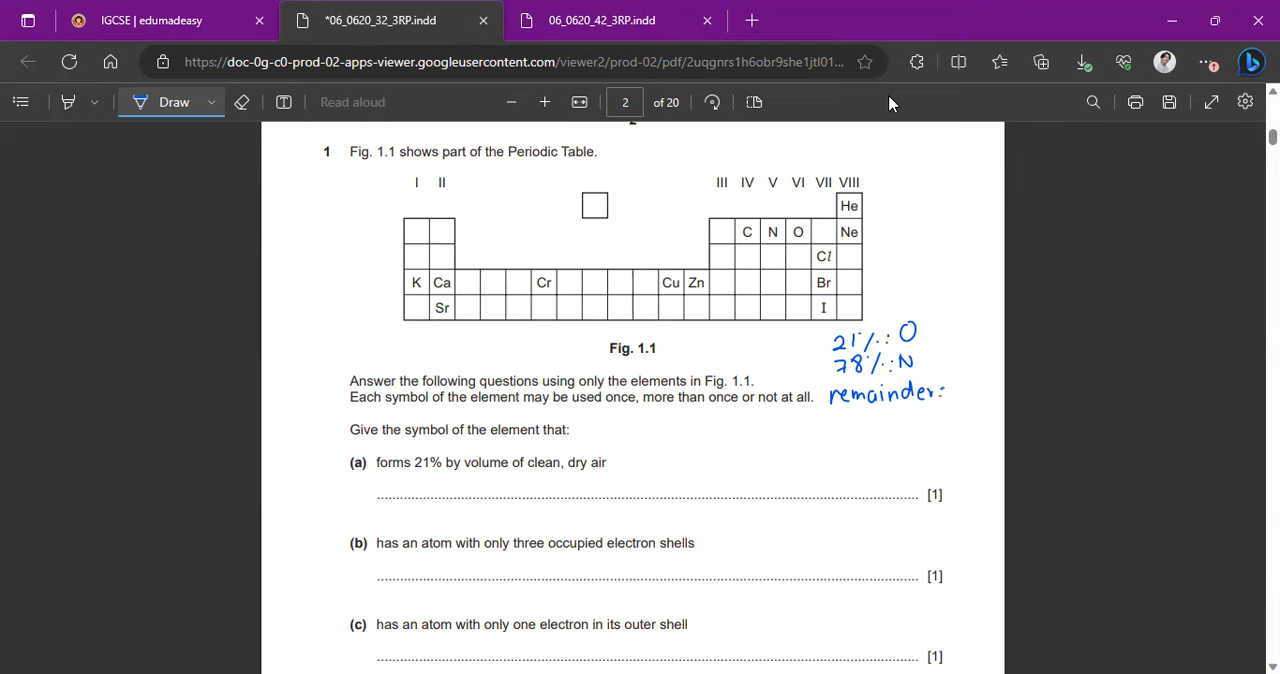 IGCSE | edumadeasy
*06_0620_32_3RP.indd
06_0620_42_3RP.indd
https://doc-0g-c0-prod-02-apps-viewer.googleusercontent.com/viewer2/prod-02/pdf/2uqgnrs1h6obr9she1jtl01...
Draw
Read aloud
2
of 20
2
1 Fig. 1.1 shows part of the Periodic Table.
I II III IV V VI VII VIII
He
C N O Ne
Cl
K Ca Cr Cu Zn Br
Sr I
Fig. 1.1
21% : O
78% : N
remainder:
Answer the following questions using only the elements in Fig. 1.1.
Each symbol of the element may be used once, more than once or not at all.
Give the symbol of the element that:
(a) forms 21% by volume of clean, dry air
[1]
(b) has an atom with only three occupied electron shells
[1]
(c) has an atom with only one electron in its outer shell
[1]